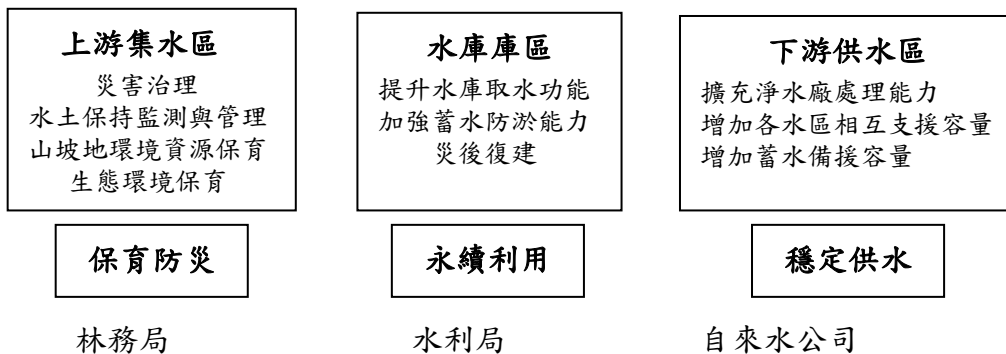 上游集水區
災害治理
水土保持監測與管理
山坡地環境資源保育
生態環境保育
水庫庫區
提升水庫取水功能
加強蓄水防淤能力
災後復建
下游供水區
擴充淨水廠處理能力
增加各水區相互支援容量
增加蓄水備援容量
保育防災
永續利用
穩定供水
林務局
水利局
自來水公司